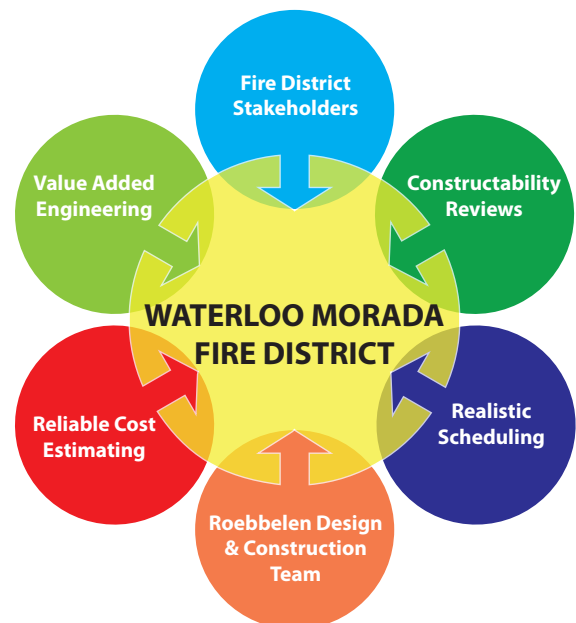 Fire District
Stakeholders
Value Added
Engineering
Constructability
Reviews
WATERLOO MORADA
FIRE DISTRICT
Reliable Cost
Estimating
Realistic
Scheduling
Roebbelen Design
& Construction
Team